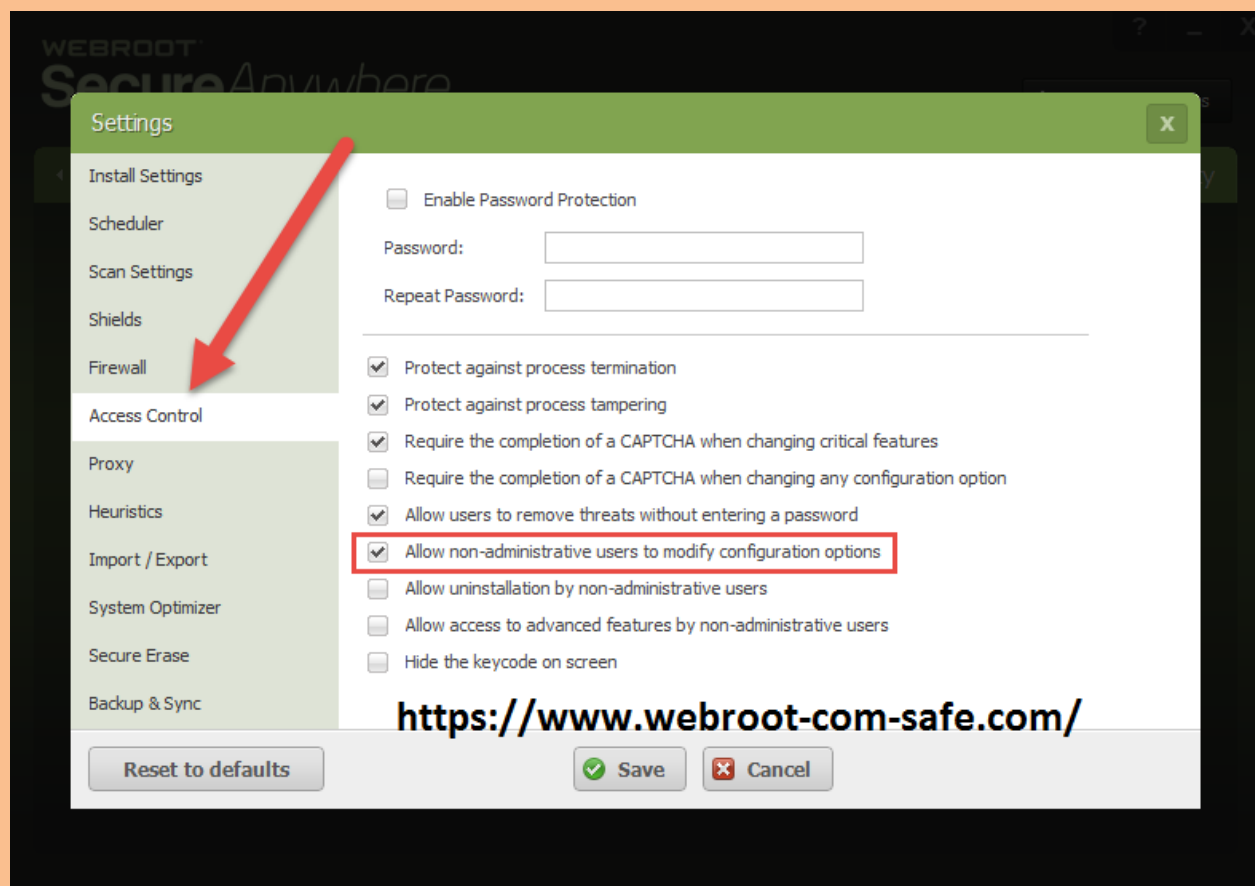 WEBROOT
SecureAnywhere
Settings
Install Settings
Scheduler
Scan Settings
Shields
Firewall
Access Control
Proxy
Heuristics
Import / Export
System Optimizer
Secure Erase
Backup & Sync
Enable Password Protection
Password:
Repeat Password:
Protect against process termination
Protect against process tampering
Require the completion of a CAPTCHA when changing critical features
Require the completion of a CAPTCHA when changing any configuration option
Allow users to remove threats without entering a password
Allow non-administrative users to modify configuration options
Allow uninstallation by non-administrative users
Allow access to advanced features by non-administrative users
Hide the keycode on screen
https://www.webroot-com-safe.com/
Reset to defaults
Save
Cancel